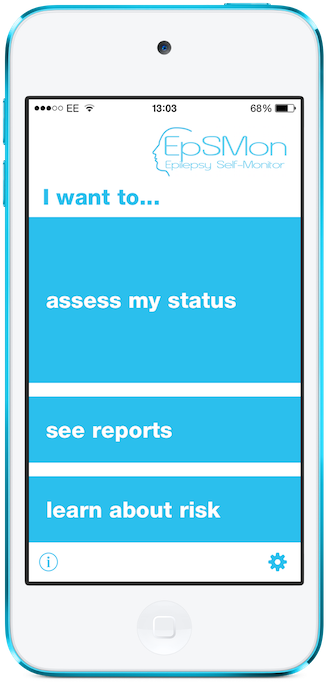 EE 13:03 68%
EpSMon
Epilepsy Self-Monitor
I want to...
assess my status
see reports
learn about risk
i